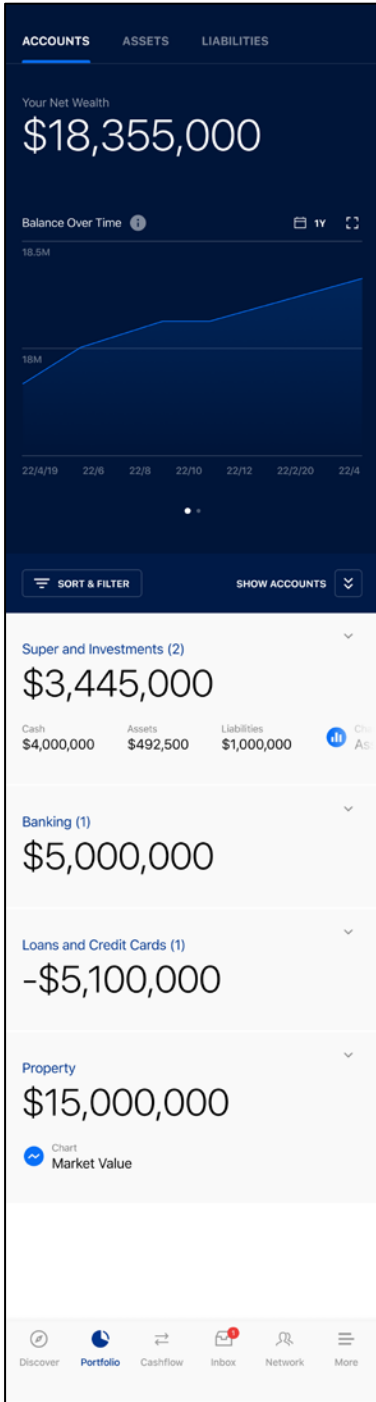 ACCOUNTS ASSETS LIABILITIES
Your Net Wealth
$18,355,000
Balance Over Time i 1Y
18.5M
18M
22/4/19 22/6 22/8 22/10 22/12 22/2/20 22/4
SORT & FILTER SHOW ACCOUNTS
Super and Investments (2)
$3,445,000
Cash Assets Liabilities
$4,000,000 $492,500 $1,000,000
Banking (1)
$5,000,000
Loans and Credit Cards (1)
-$5,100,000
Property
$15,000,000
Chart
Market Value
1
Discover Portfolio Cashflow Inbox Network More